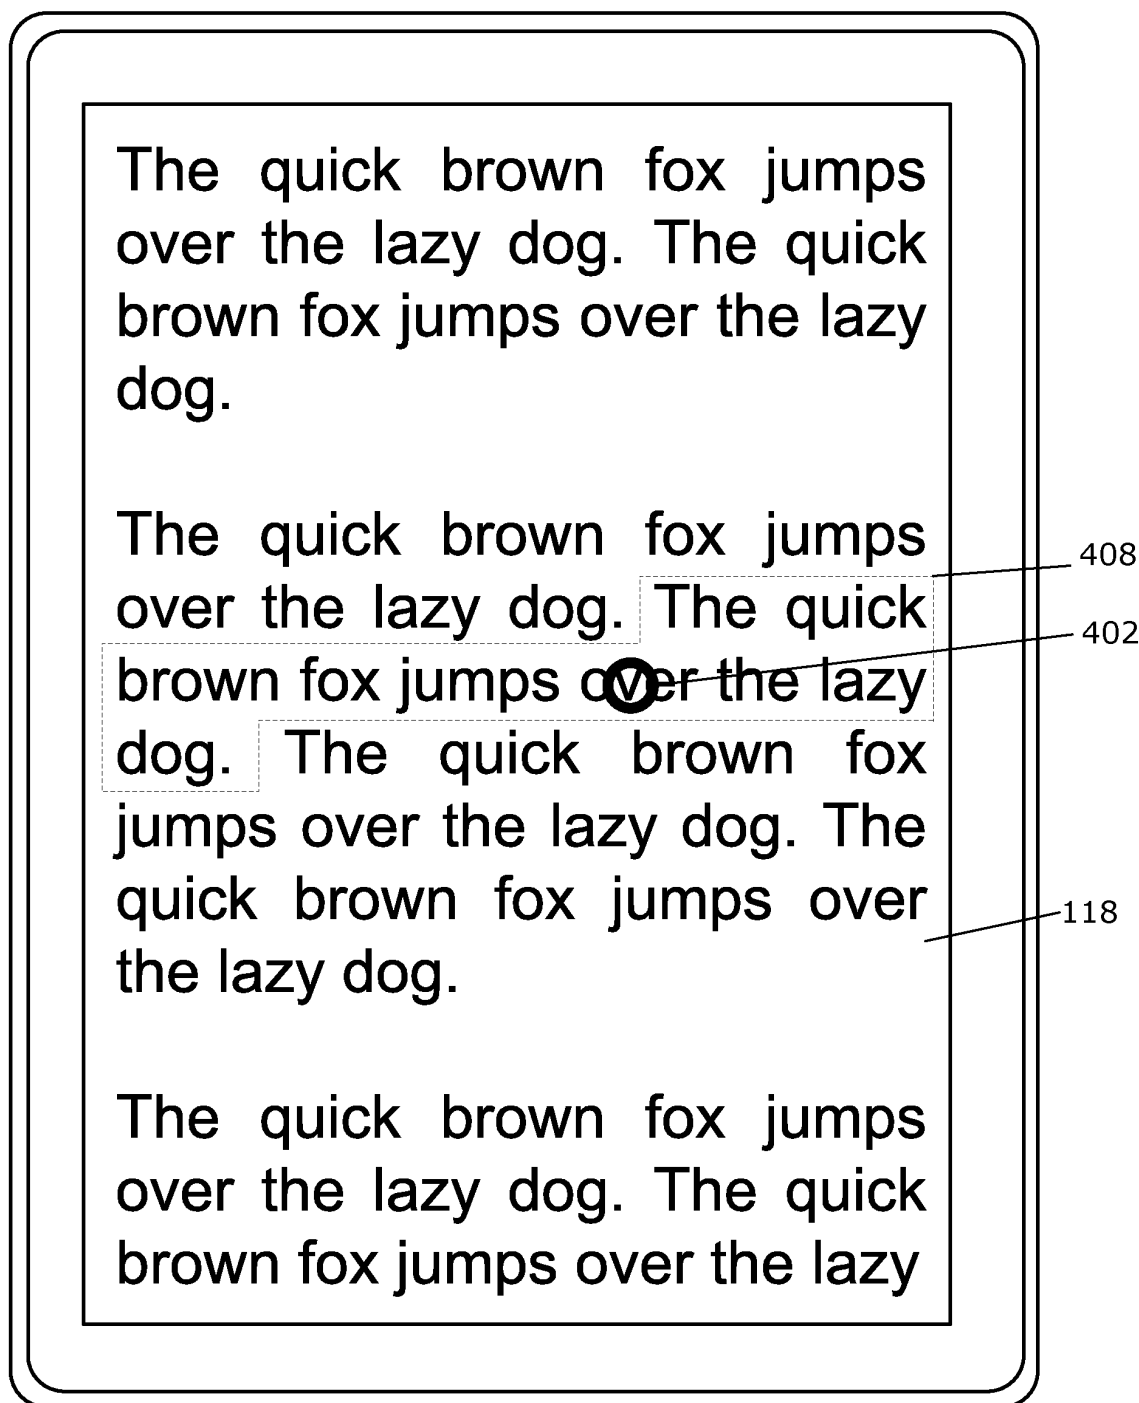 The quick brown fox jumps
over the lazy dog. The quick
brown fox jumps over the lazy
dog.
The quick brown fox jumps
over the lazy dog. The quick
brown fox jumps over the lazy
dog. The quick brown fox
jumps over the lazy dog. The
quick brown fox jumps over
the lazy dog.
The quick brown fox jumps
over the lazy dog. The quick
brown fox jumps over the lazy
408
402
118